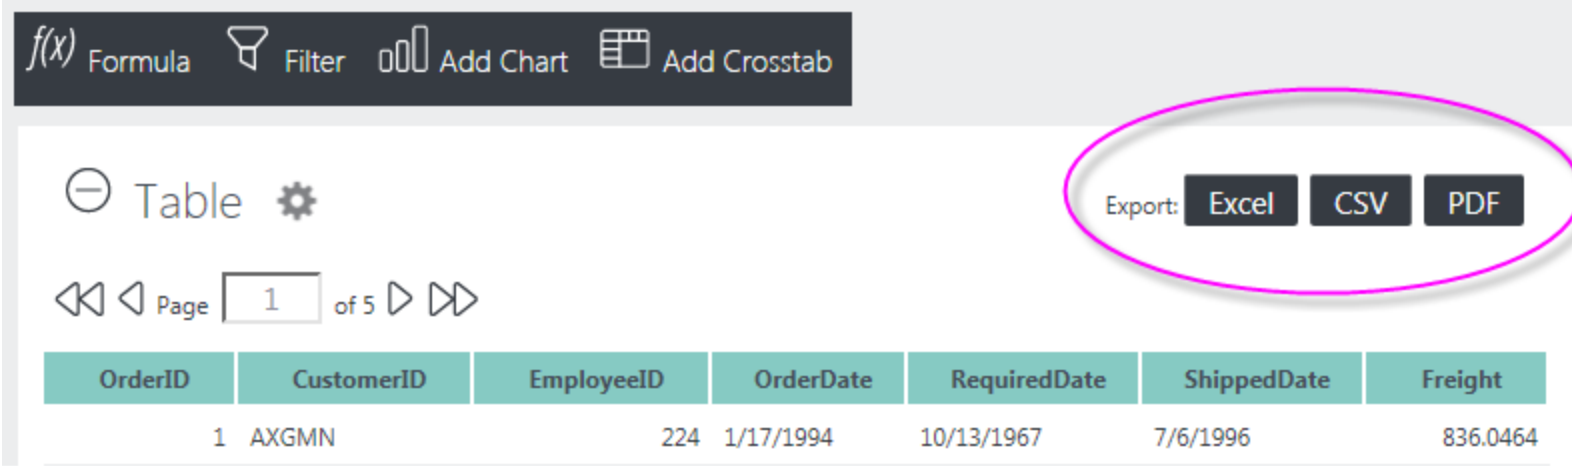 f(x) Formula Filter Add Chart Add Crosstab
Table Export: Excel CSV PDF
Page 1 of 5
OrderID CustomerID EmployeeID OrderDate RequiredDate ShippedDate Freight
1 AXGMN 224 1/17/1994 10/13/1967 7/6/1996 836.0464